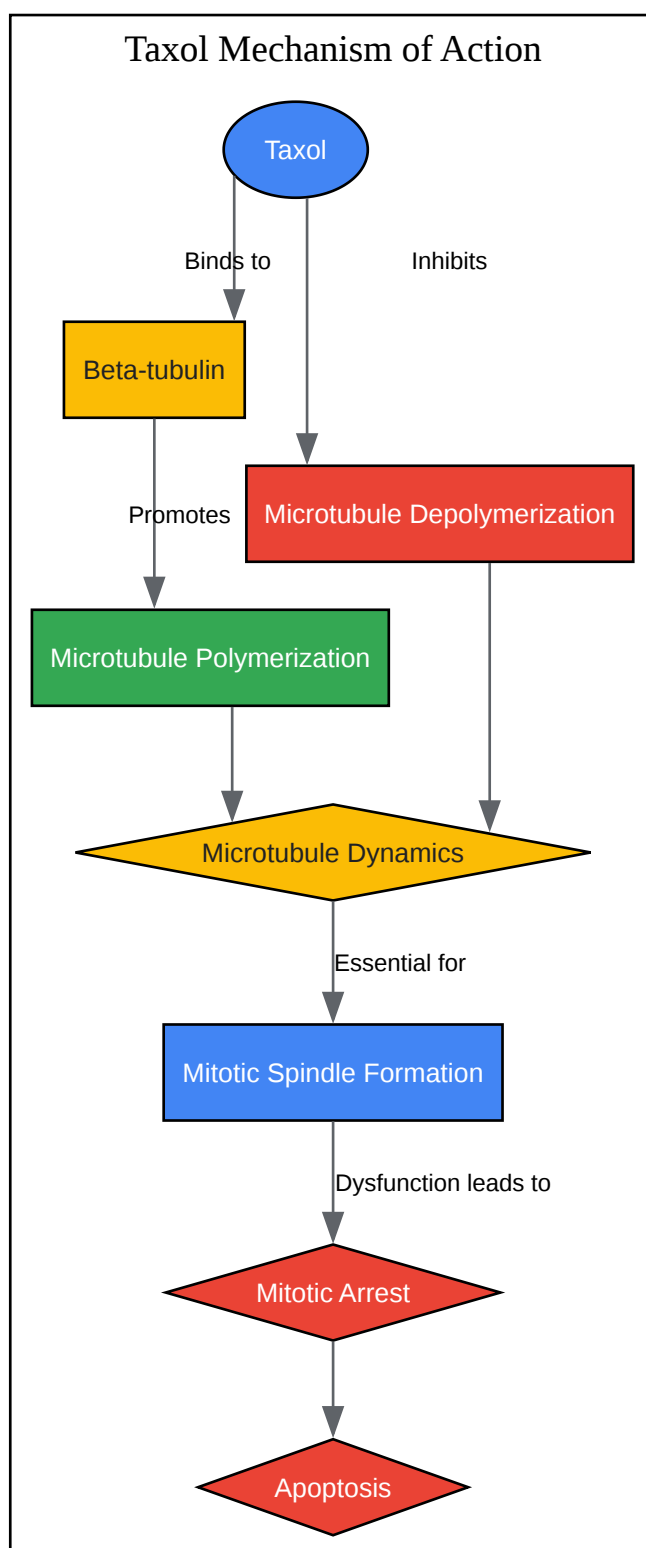 Taxol Mechanism of Action
Taxol
Binds to
Inhibits
Beta-tubulin
Microtubule Depolymerization
Promotes
Microtubule Polymerization
Microtubule Dynamics
Essential for
Mitotic Spindle Formation
Dysfunction leads to
Mitotic Arrest
Apoptosis